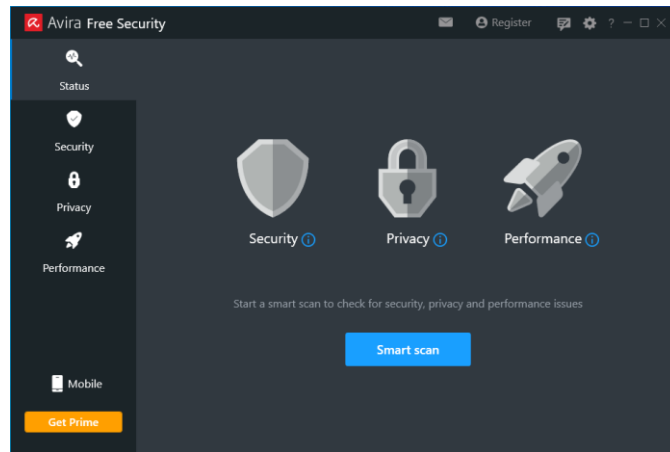 Avira Free Security
Register
?
Status
Security
Privacy
Performance
Security
Privacy
Performance
Start a smart scan to check for security, privacy and performance issues
Smart scan
Mobile
Get Prime